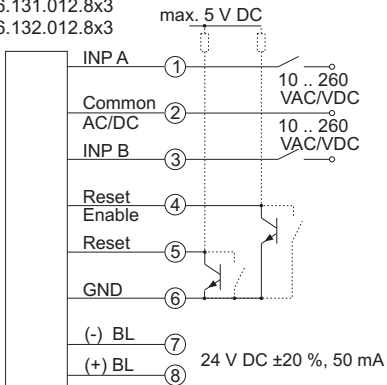 6.131.012.8x3
6.132.012.8x3
max. 5 V DC
INP A
1
10 .. 260
VAC/VDC
Common
AC/DC
2
10 .. 260
VAC/VDC
INP B
3
Reset
Enable
4
Reset
5
GND
6
(-) BL
7
(+) BL
8
24 V DC ±20 %, 50 mA